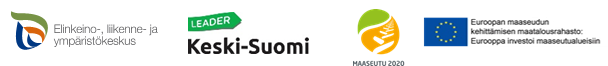 Elinkeino-, liikenne- ja
ympäristökeskus
LEADER
Keski-Suomi
MAASEUTU 2020
Euroopan maaseudun
kehittämisen maatalousrahasto:
Eurooppa investoi maaseutualueisiin